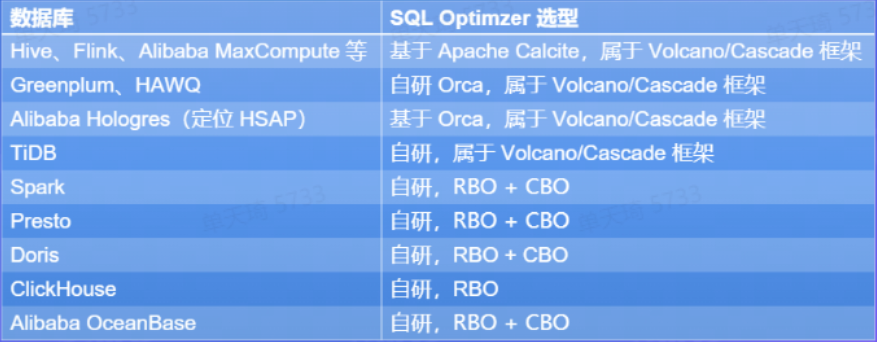 数据库 SQL Optimzer 选型
Hive、Flink、Alibaba MaxCompute 等 基于 Apache Calcite，属于 Volcano/Cascade 框架
Greenplum、HAWQ 自研 Orca，属于 Volcano/Cascade 框架
Alibaba Hologres（定位 HSAP） 基于 Orca，属于 Volcano/Cascade 框架
TiDB 自研，属于 Volcano/Cascade 框架
Spark 自研，RBO + CBO
Presto 自研，RBO + CBO
Doris 自研，RBO + CBO
ClickHouse 自研，RBO
Alibaba OceanBase 自研，RBO + CBO